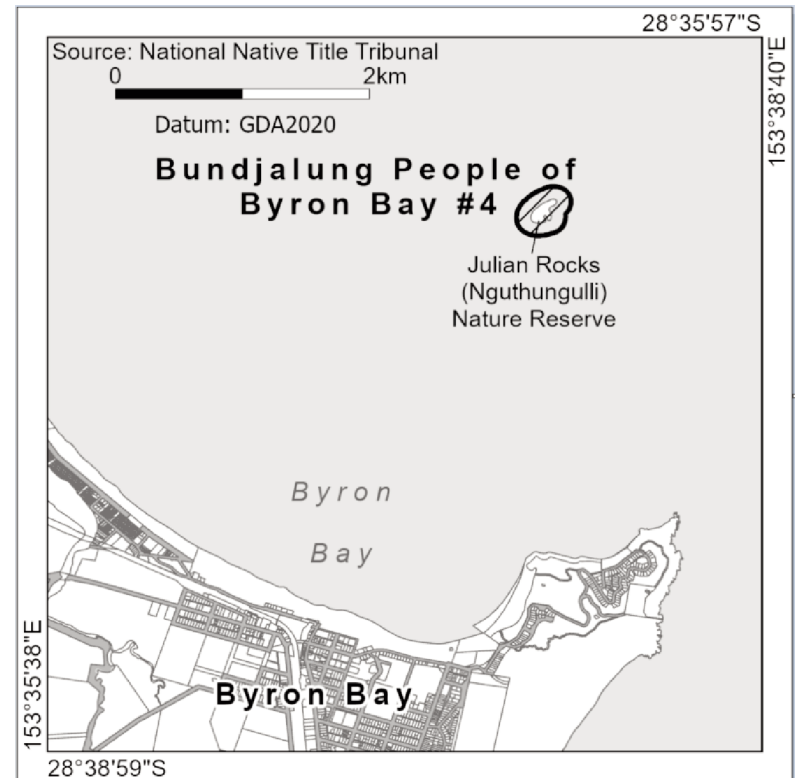 28°35'57"S
153°38'40"E
Source: National Native Title Tribunal
0 2km
Datum: GDA2020
Bundjalung People of
Byron Bay #4
Julian Rocks
(Nguthungulli)
Nature Reserve
Byron
Bay
Byron Bay
153°35'38"E
28°38'59"S